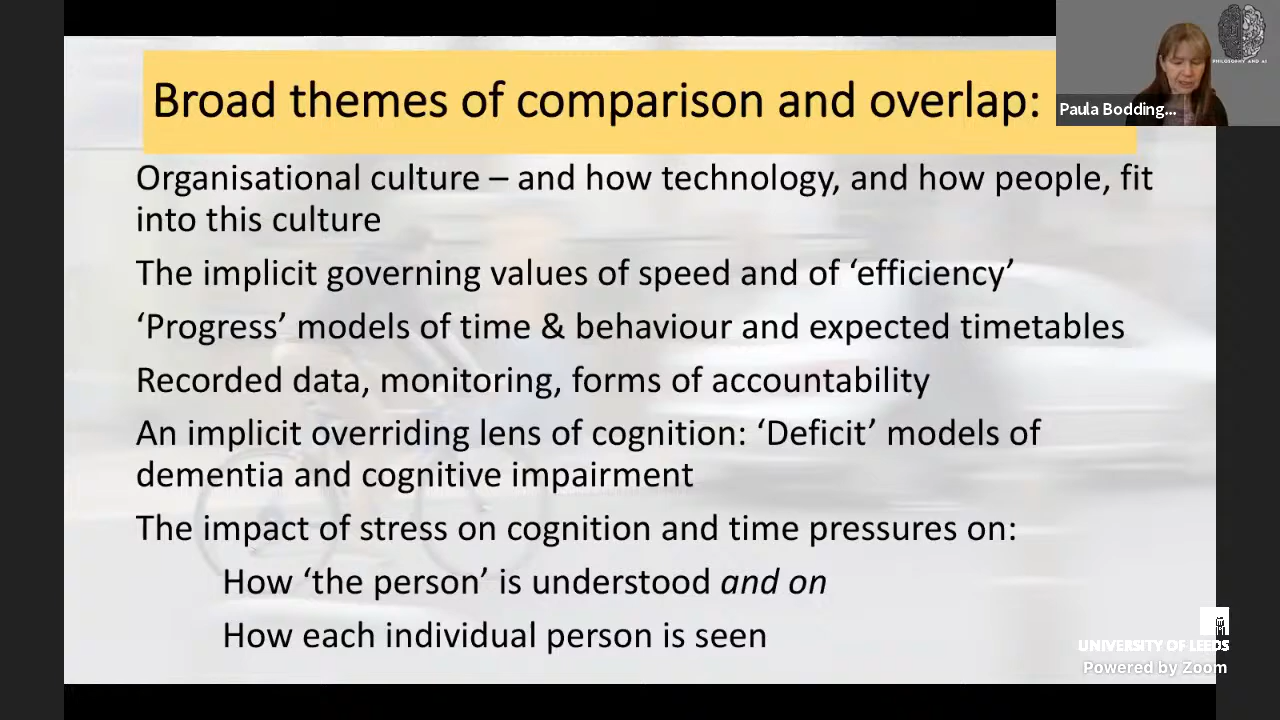 Broad themes of comparison and overlap:
PHILOSOPHY AND AI
Paula Bodding...
Organisational culture – and how technology, and how people, fit
into this culture
The implicit governing values of speed and of ‘efficiency’
‘Progress’ models of time & behaviour and expected timetables
Recorded data, monitoring, forms of accountability
An implicit overriding lens of cognition: ‘Deficit’ models of
dementia and cognitive impairment
The impact of stress on cognition and time pressures on:
How ‘the person’ is understood and on
How each individual person is seen
UNIVERSITY OF LEEDS
Powered by Zoom